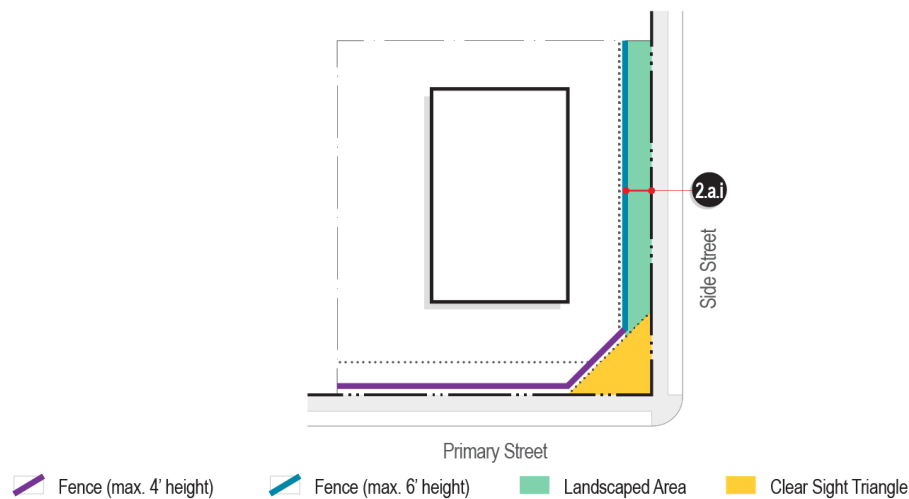 2.a.i
Side Street
Primary Street
Fence (max. 4’ height)
Fence (max. 6’ height)
Landscaped Area
Clear Sight Triangle